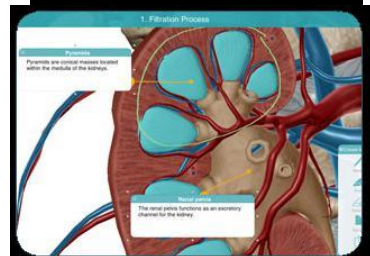 1. Filtration Process
Pyramids
Pyramids are conical masses located
within the medulla of the kidneys.
Renal pelvis
The renal pelvis functions as an excretory
channel for the kidney.